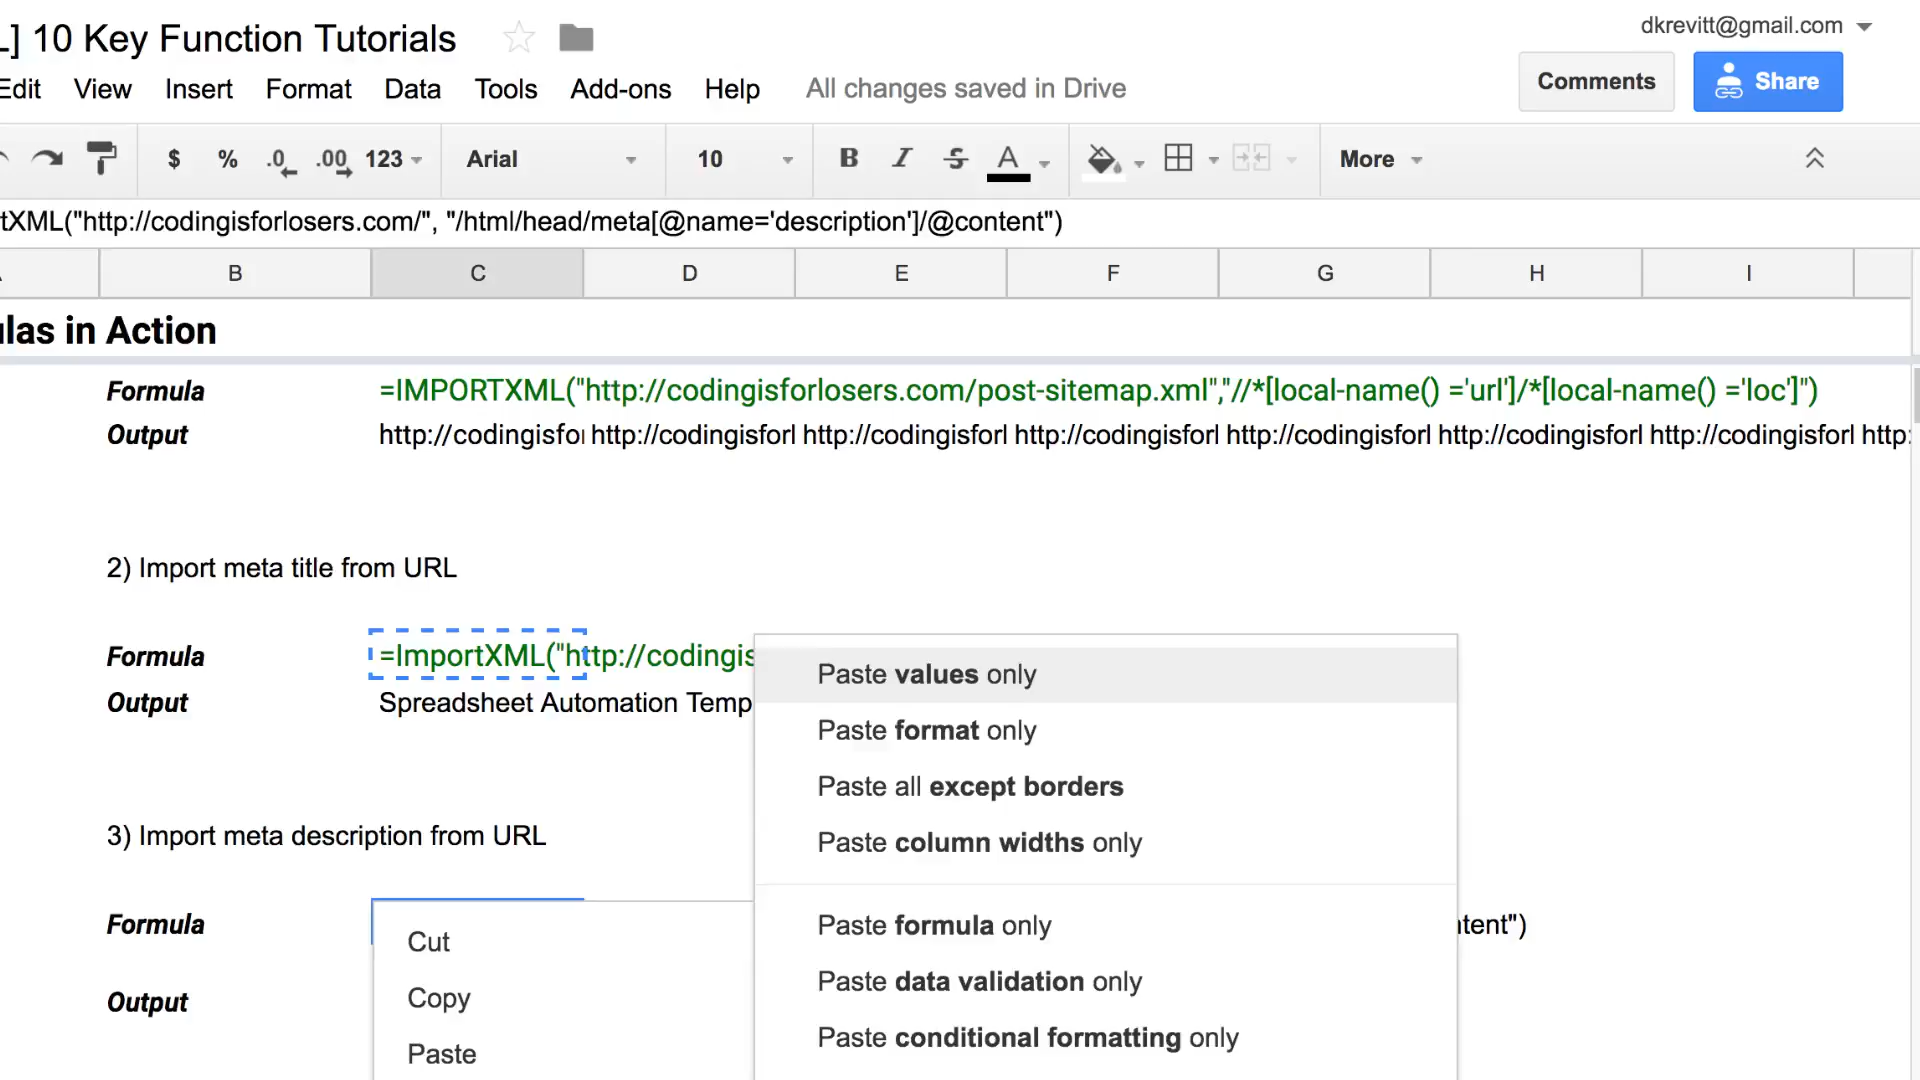 L] 10 Key Function Tutorials
dkrevitt@gmail.com
Edit View Insert Format Data Tools Add-ons Help All changes saved in Drive
Comments Share
$ % .0 .00 123 Arial 10 B I S A More
tXML("http://codingisforlosers.com/", "/html/head/meta[@name='description']/@content")
B C D E F G H I
ulas in Action
Formula =IMPORTXML("http://codingisforlosers.com/post-sitemap.xml","//*[local-name() ='url']/*[local-name() ='loc']")
Output http://codingisfor http://codingisforl http://codingisforl http://codingisforl http://codingisforl http://codingisforl http://codingisforl http:
2) Import meta title from URL
Formula =ImportXML("http://codingis
Output Spreadsheet Automation Temp
Paste values only
Paste format only
Paste all except borders
Paste column widths only
3) Import meta description from URL
Formula ntent")
Paste formula only
Paste data validation only
Paste conditional formatting only
Output
Cut
Copy
Paste